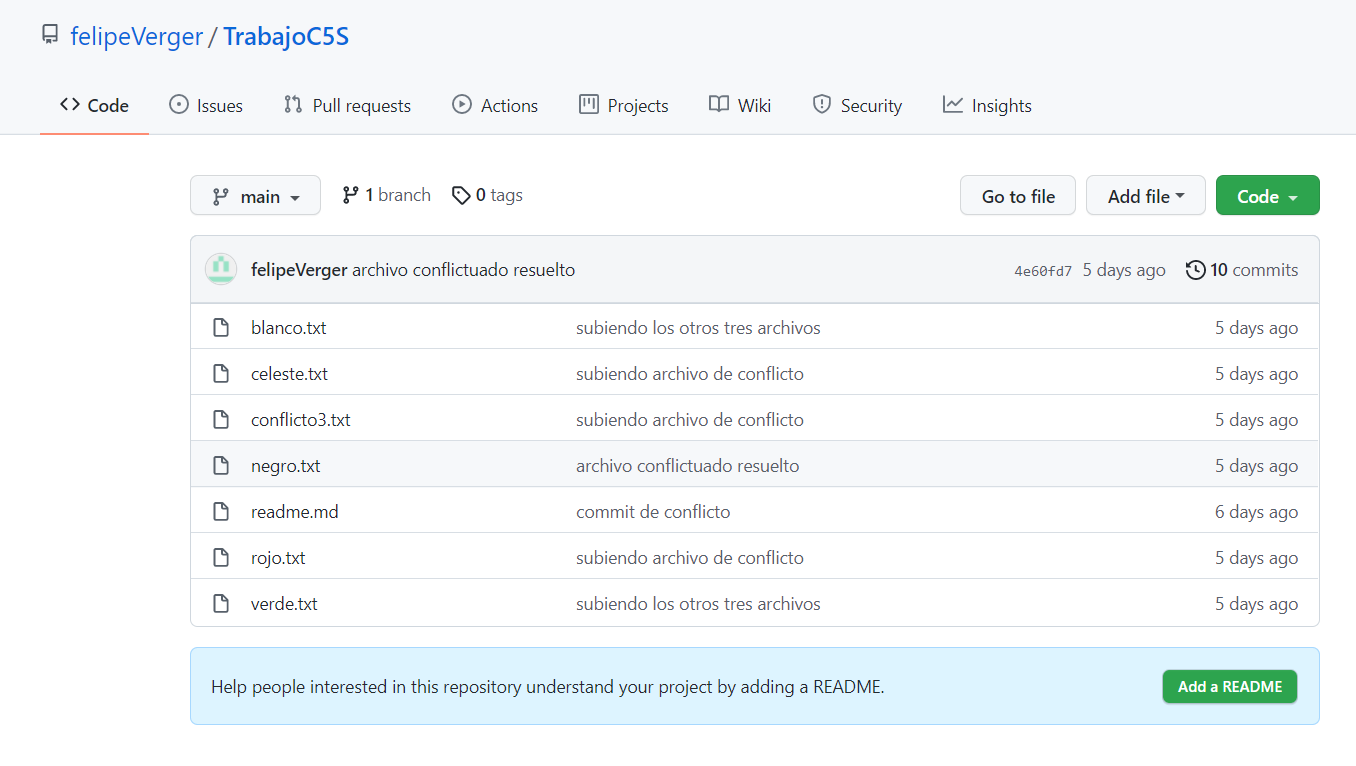 felipeVerger / TrabajoC5S
Code Issues Pull requests Actions Projects Wiki Security Insights
main 1 branch 0 tags Go to file Add file Code
felipeVerger archivo conflictuado resuelto 4e60fd7 5 days ago 10 commits
blanco.txt subiendo los otros tres archivos 5 days ago
celeste.txt subiendo archivo de conflicto 5 days ago
conflicto3.txt subiendo archivo de conflicto 5 days ago
negro.txt archivo conflictuado resuelto 5 days ago
readme.md commit de conflicto 6 days ago
rojo.txt subiendo archivo de conflicto 5 days ago
verde.txt subiendo los otros tres archivos 5 days ago
Help people interested in this repository understand your project by adding a README. Add a README